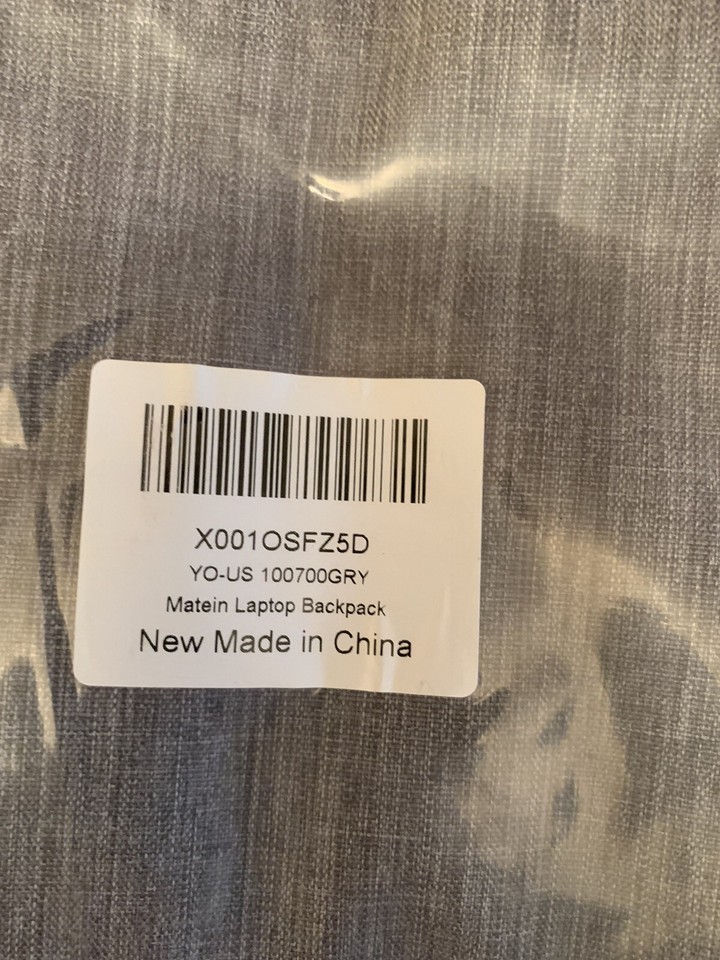 X001OSFZ5D
YO-US 100700GRY
Matein Laptop Backpack
New Made in China